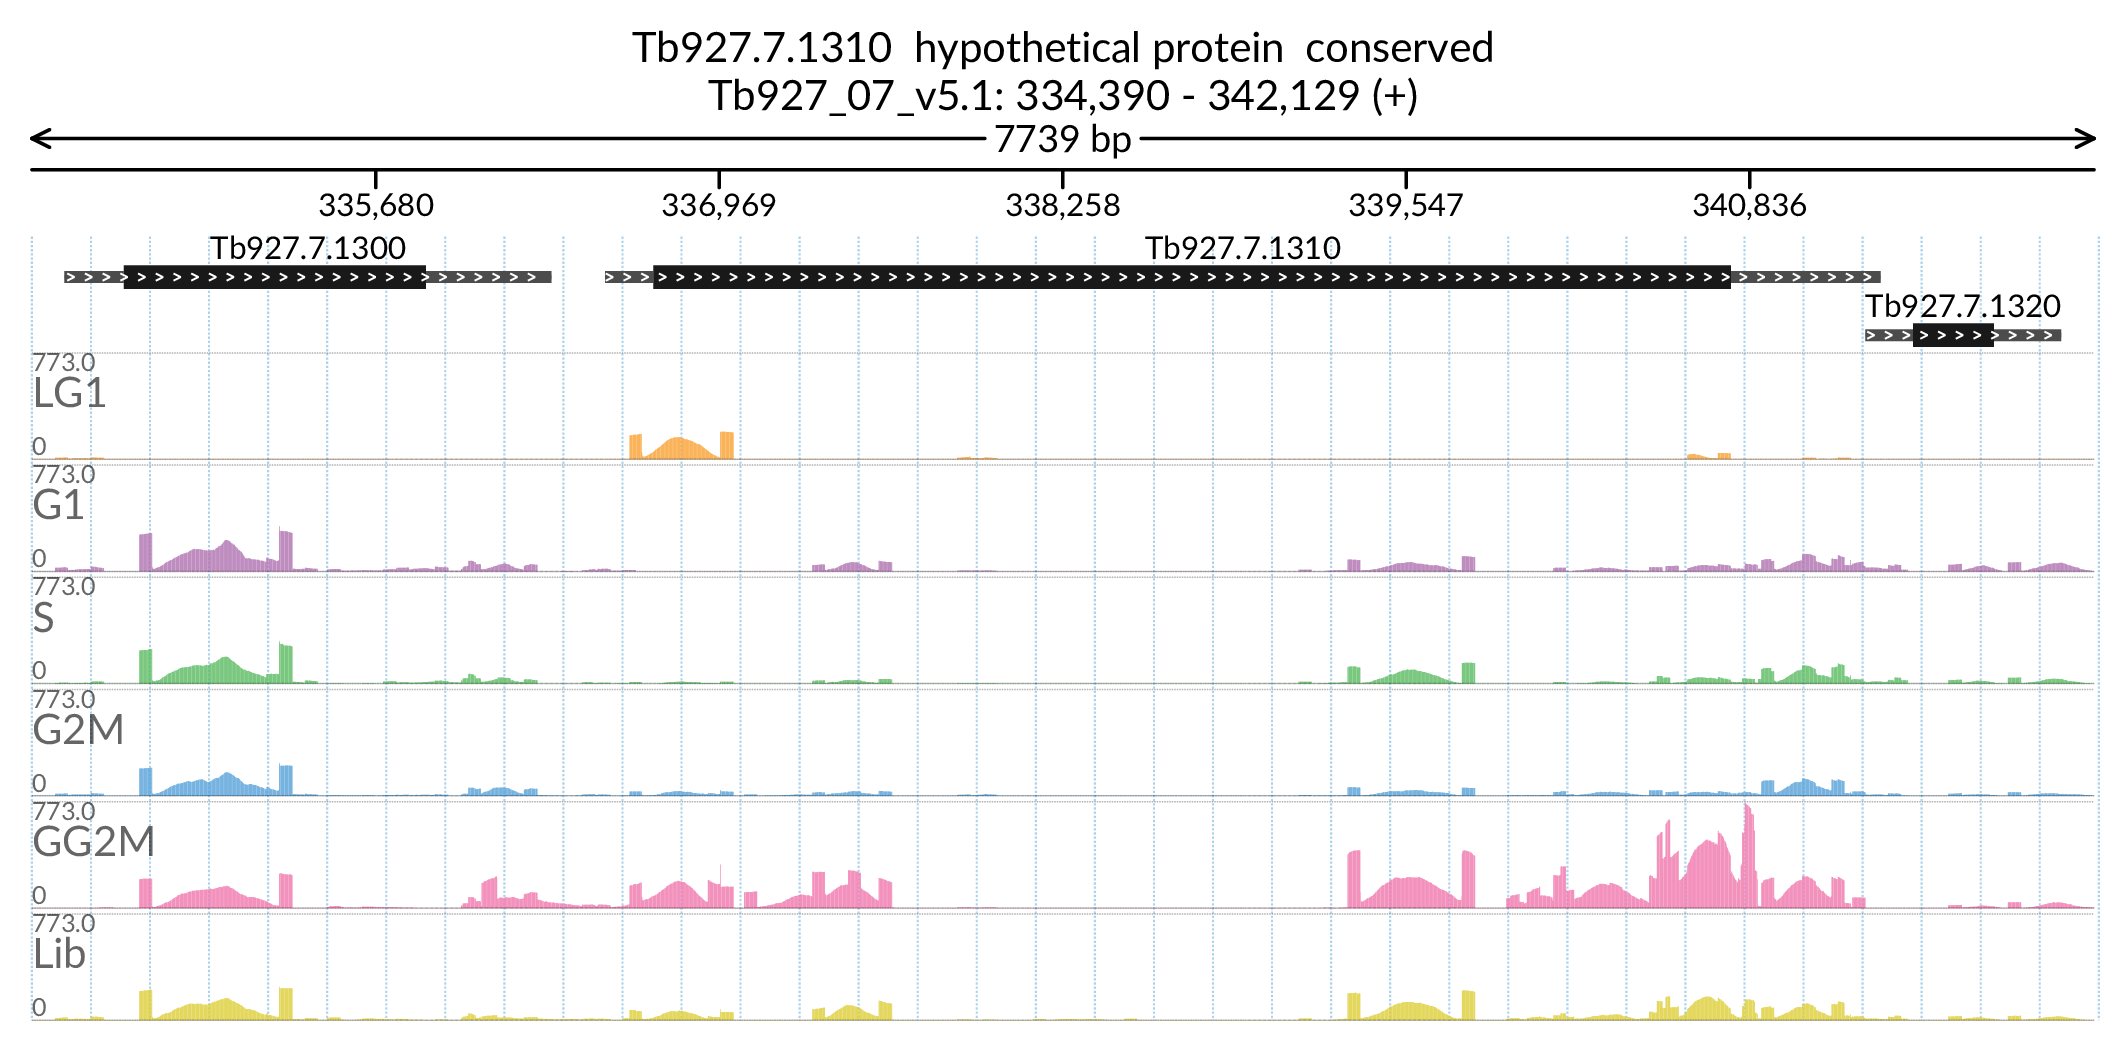 Tb927.7.1310 hypothetical protein conserved
Tb927_07_v5.1: 334,390 - 342,129 (+)
7739 bp
335,680 336,969 338,258 339,547 340,836
Tb927.7.1300 Tb927.7.1310
Tb927.7.1320
773.0
LG1
0
773.0
G1
0
773.0
S
0
773.0
G2M
0
773.0
GG2M
0
773.0
Lib
0